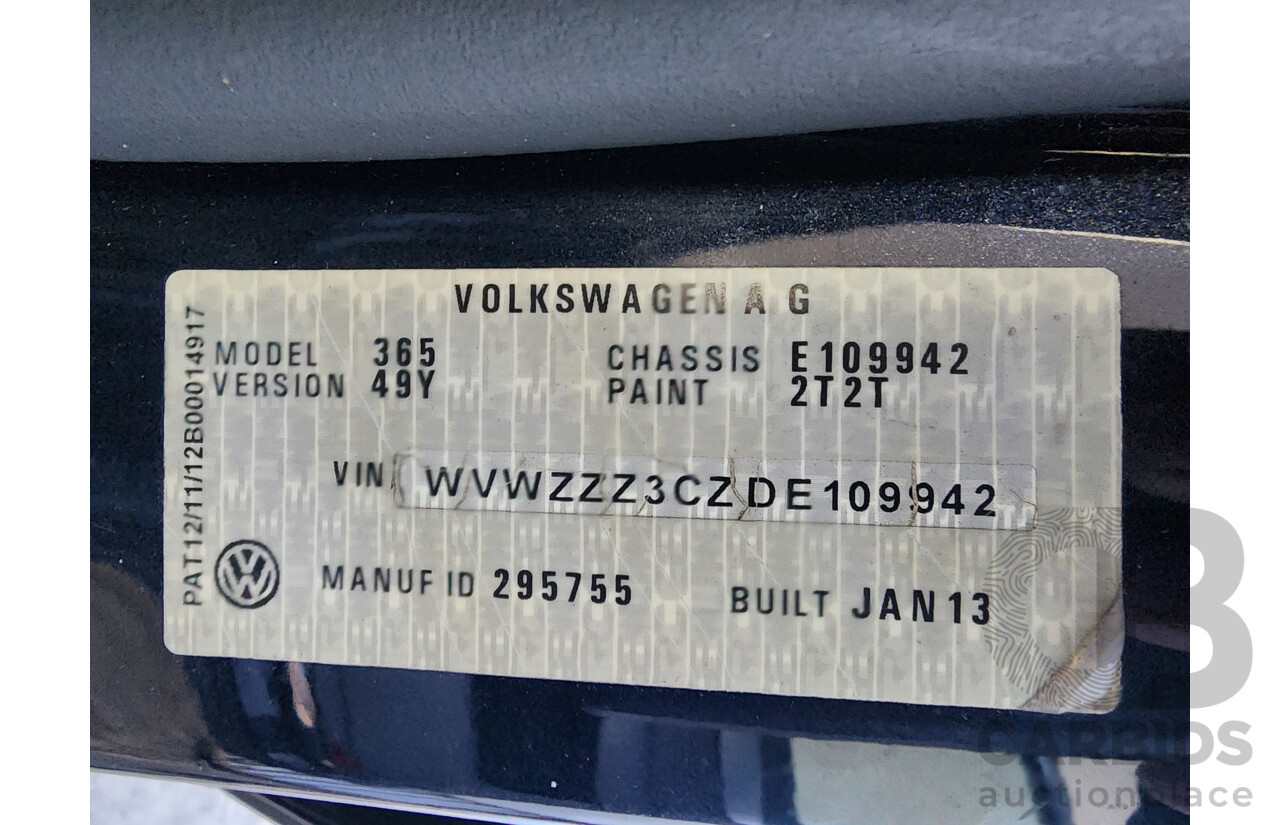 VOLKSWAGEN A G
MODEL 365 CHASSIS E109942
VERSION 49Y PAINT 2T2T
VIN WVWZZZ3CZDE109942
MANUF ID 295755 BUILT JAN13
PAT12/11/12B00014917
CARBIDS
auctionplace